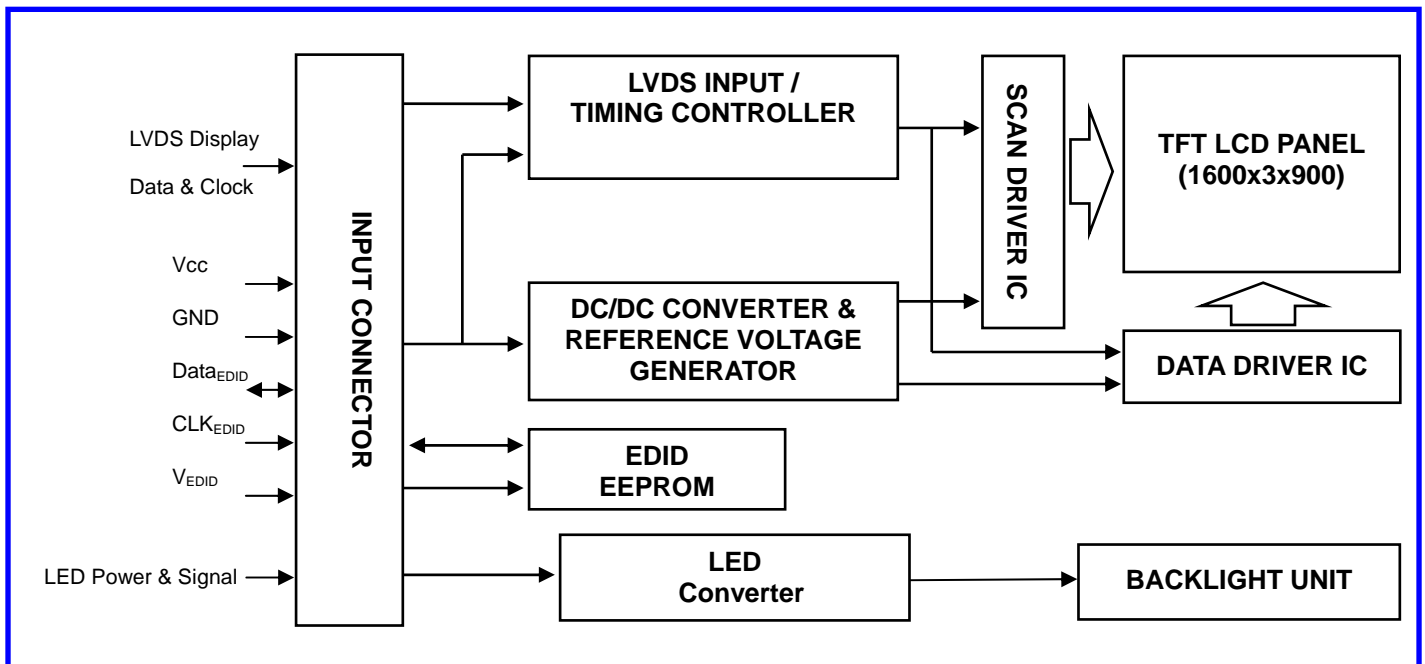 LVDS Display
Data & Clock
Vcc
GND
DataEDID
CLKEDID
VEDID
LED Power & Signal
INPUT CONNECTOR
LVDS INPUT /
TIMING CONTROLLER
DC/DC CONVERTER &
REFERENCE VOLTAGE
GENERATOR
EDID
EEPROM
LED
Converter
SCAN DRIVER IC
TFT LCD PANEL
(1600x3x900)
DATA DRIVER IC
BACKLIGHT UNIT